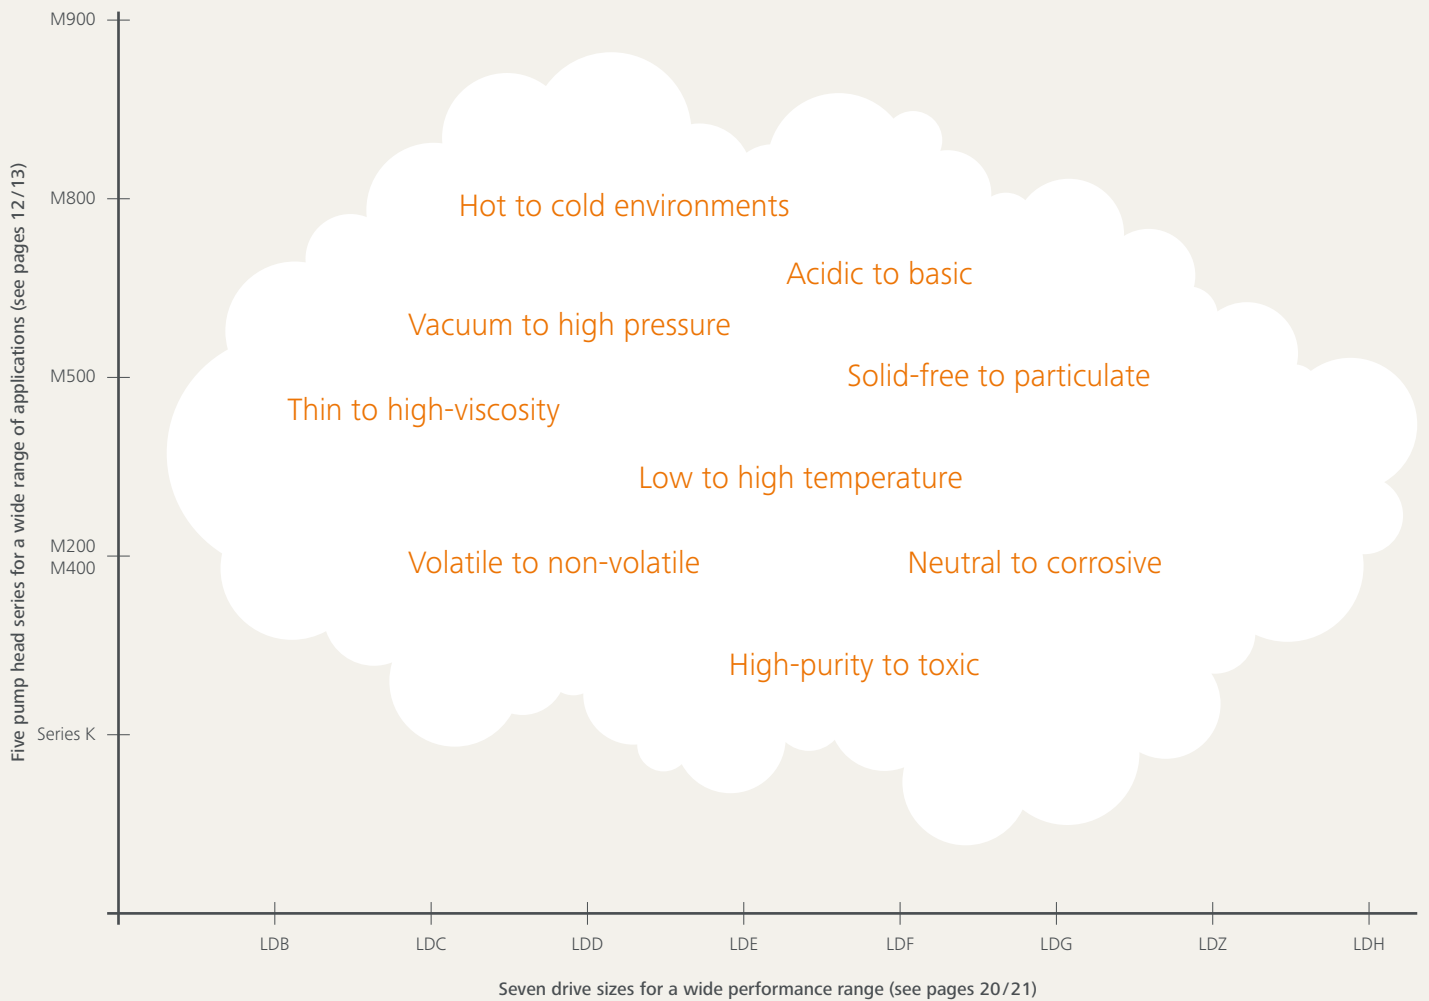 M900
M800
M500
M200
M400
Series K
Five pump head series for a wide range of applications (see pages 12/13)
Hot to cold environments
Acidic to basic
Vacuum to high pressure
Solid-free to particulate
Thin to high-viscosity
Low to high temperature
Volatile to non-volatile
Neutral to corrosive
High-purity to toxic
LDB
LDC
LDD
LDE
LDF
LDG
LDZ
LDH
Seven drive sizes for a wide performance range (see pages 20/21)